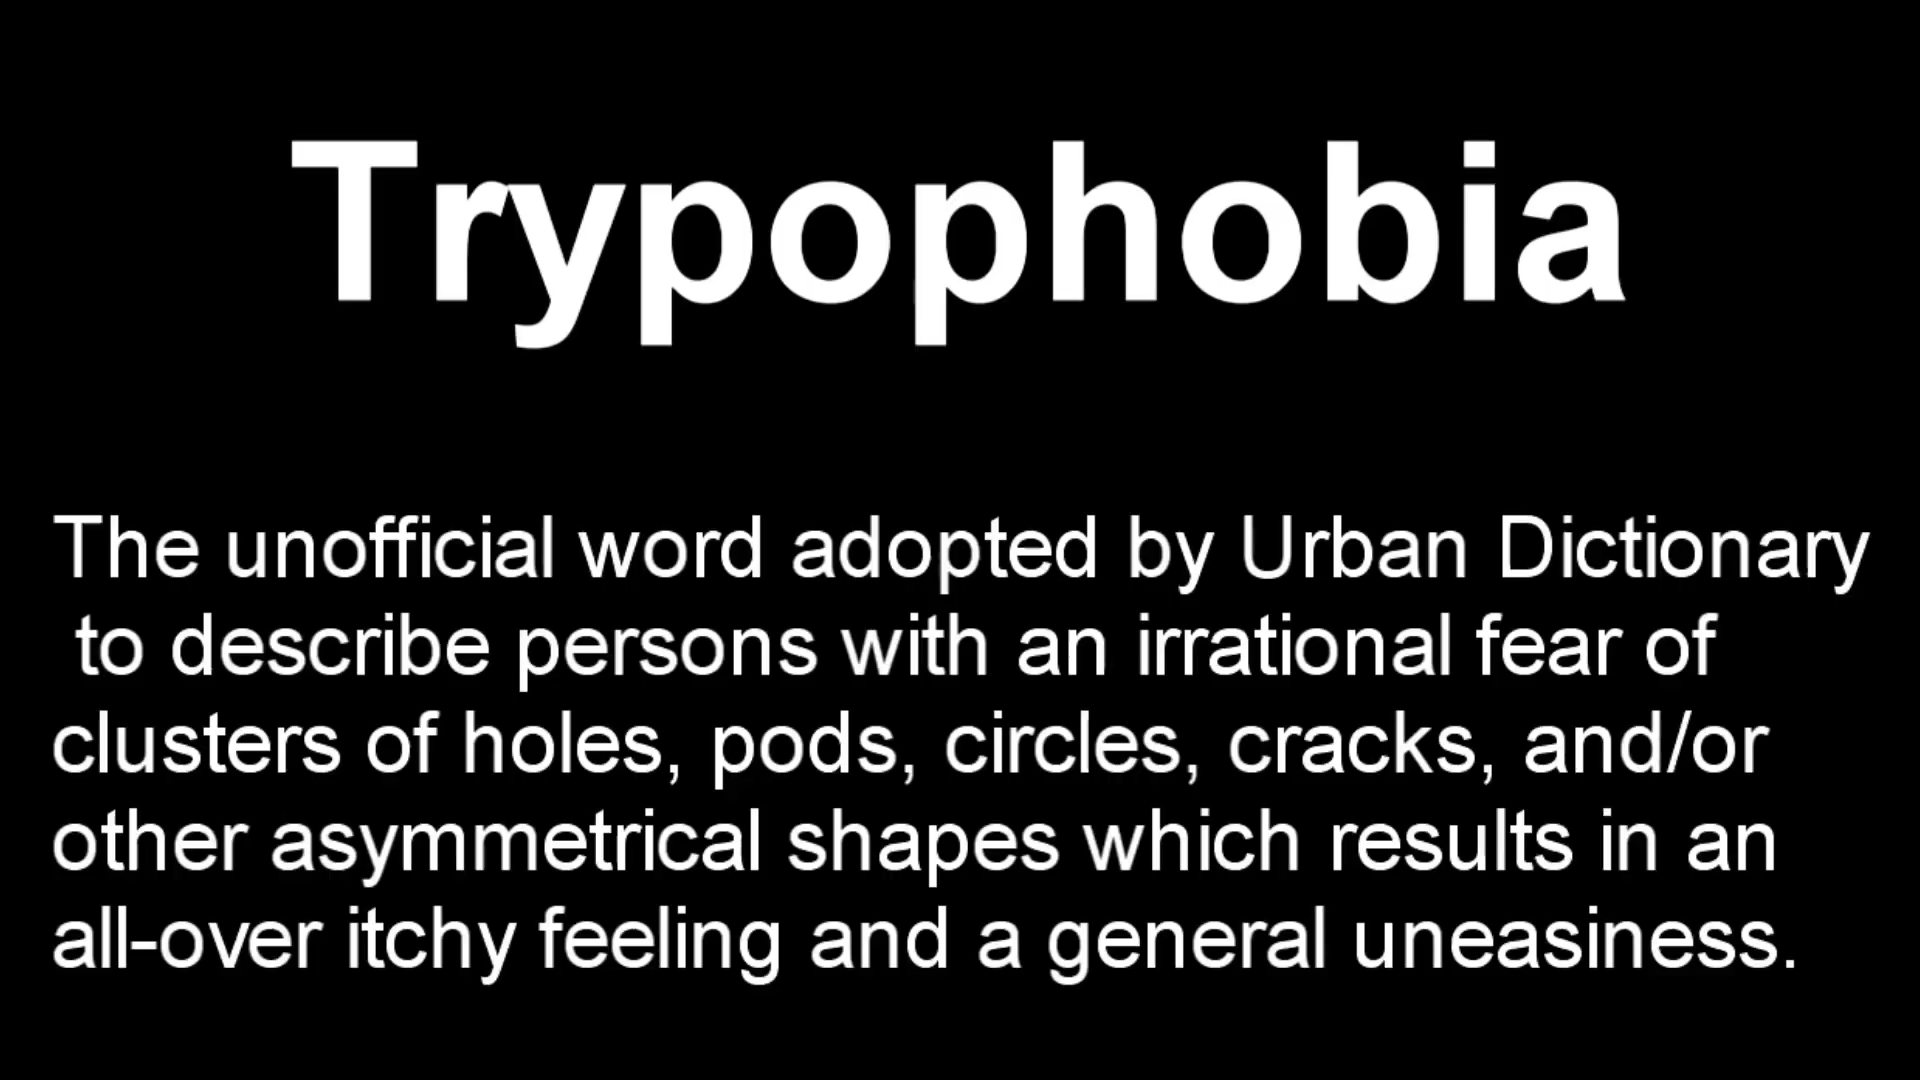 Trypophobia
The unofficial word adopted by Urban Dictionary
to describe persons with an irrational fear of
clusters of holes, pods, circles, cracks, and/or
other asymmetrical shapes which results in an
all-over itchy feeling and a general uneasiness.